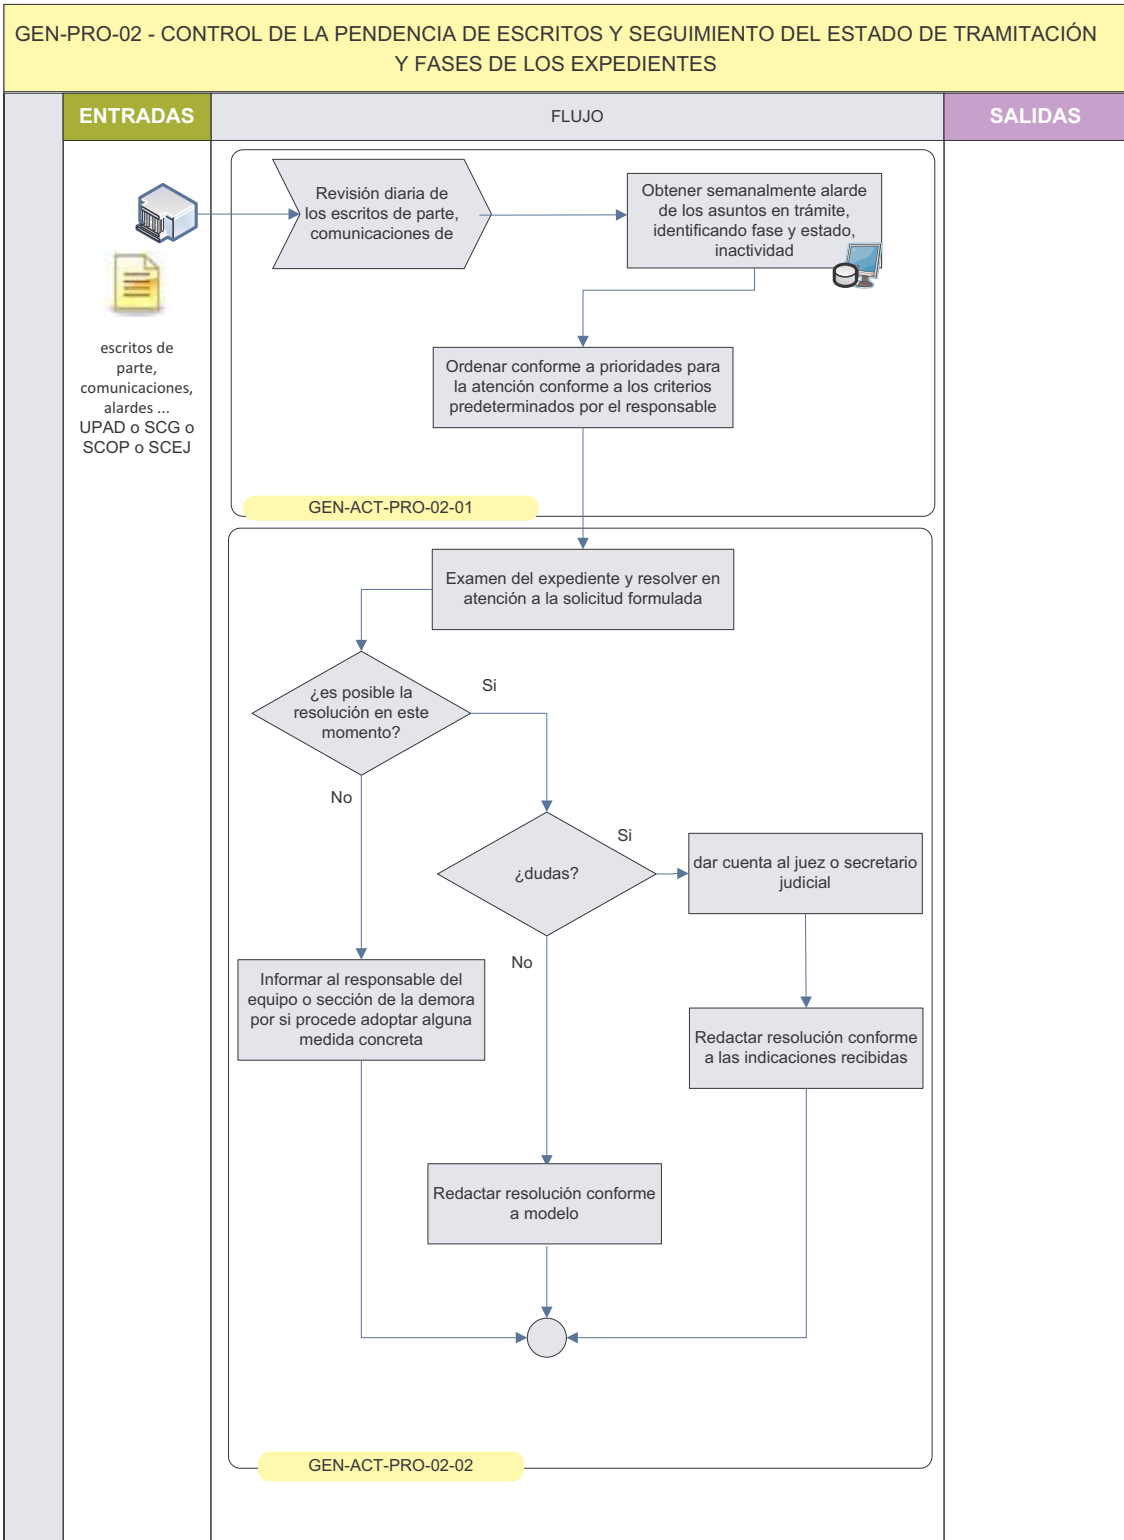 GEN-PRO-02 - CONTROL DE LA PENDENCIA DE ESCRITOS Y SEGUIMIENTO DEL ESTADO DE TRAMITACIÓN
Y FASES DE LOS EXPEDIENTES
ENTRADAS
FLUJO
SALIDAS
escritos de
parte,
comunicaciones,
alardes ...
UPAD o SCG o
SCOP o SCEJ
Revisión diaria de
los escritos de parte,
comunicaciones de
Obtener semanalmente alarde
de los asuntos en trámite,
identificando fase y estado,
inactividad
Ordenar conforme a prioridades para
la atención conforme a los criterios
predeterminados por el responsable
GEN-ACT-PRO-02-01
Examen del expediente y resolver en
atención a la solicitud formulada
¿es posible la
resolución en este
momento?
Si
No
¿dudas?
Si
No
dar cuenta al juez o secretario
judicial
Informar al responsable del
equipo o sección de la demora
por si procede adoptar alguna
medida concreta
Redactar resolución conforme
a las indicaciones recibidas
Redactar resolución conforme
a modelo
GEN-ACT-PRO-02-02